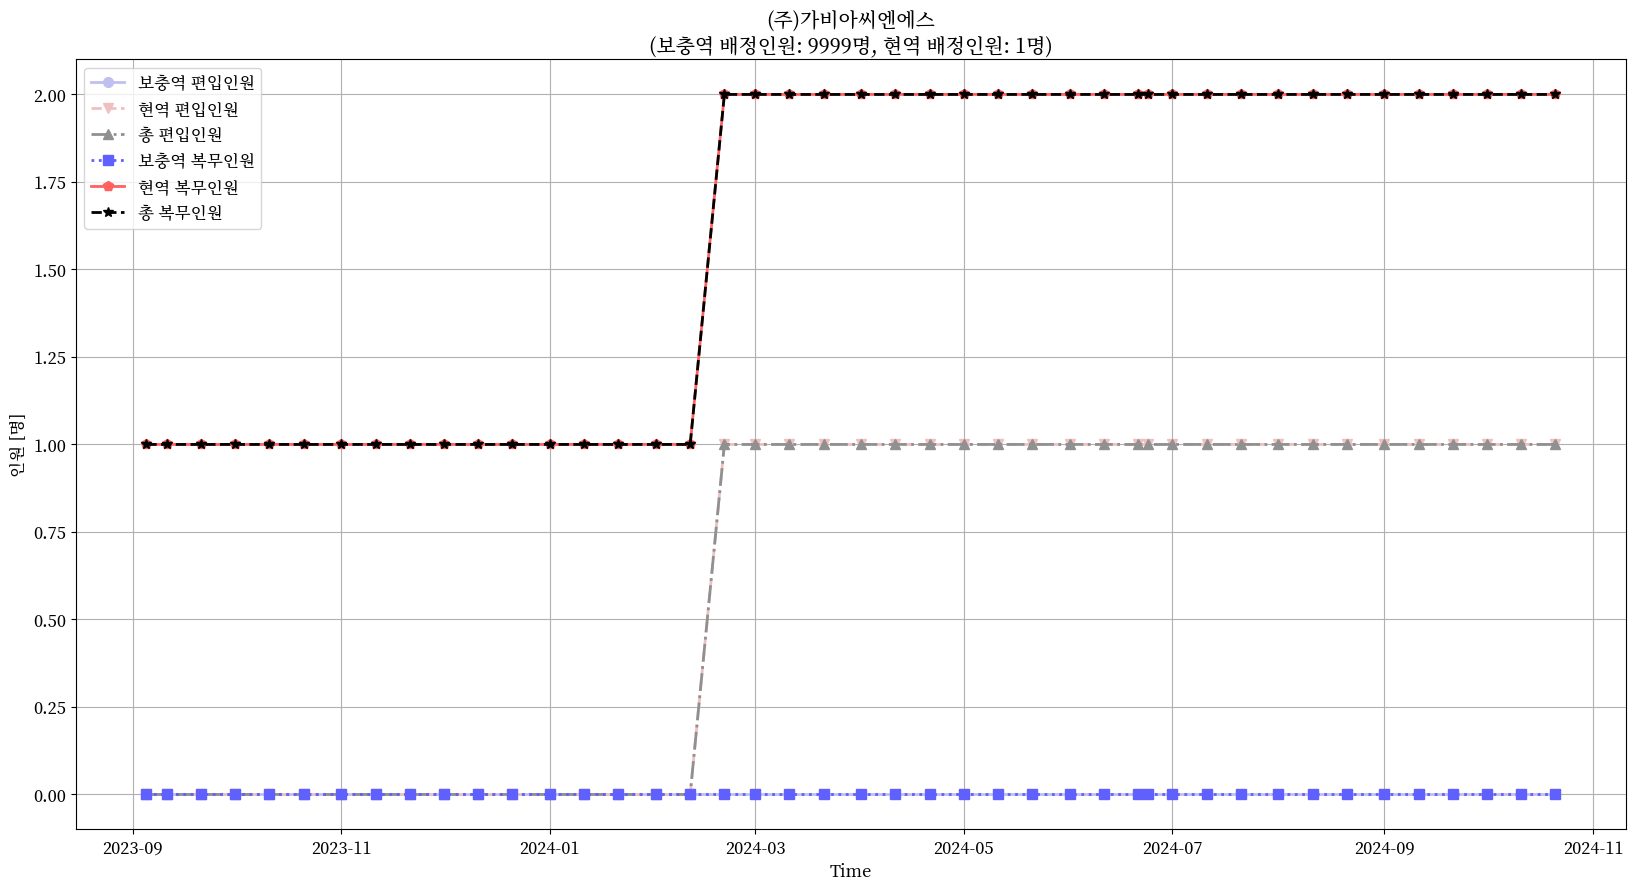 (주)가비아씨엔에스
(보충역 배정인원: 9999명, 현역 배정인원: 1명)
보충역 편입인원
현역 편입인원
총 편입인원
보충역 복무인원
현역 복무인원
총 복무인원
인원 [명]
2.00
1.75
1.50
1.25
1.00
0.75
0.50
0.25
0.00
2023-09
2023-11
2024-01
2024-03
2024-05
2024-07
2024-09
2024-11
Time